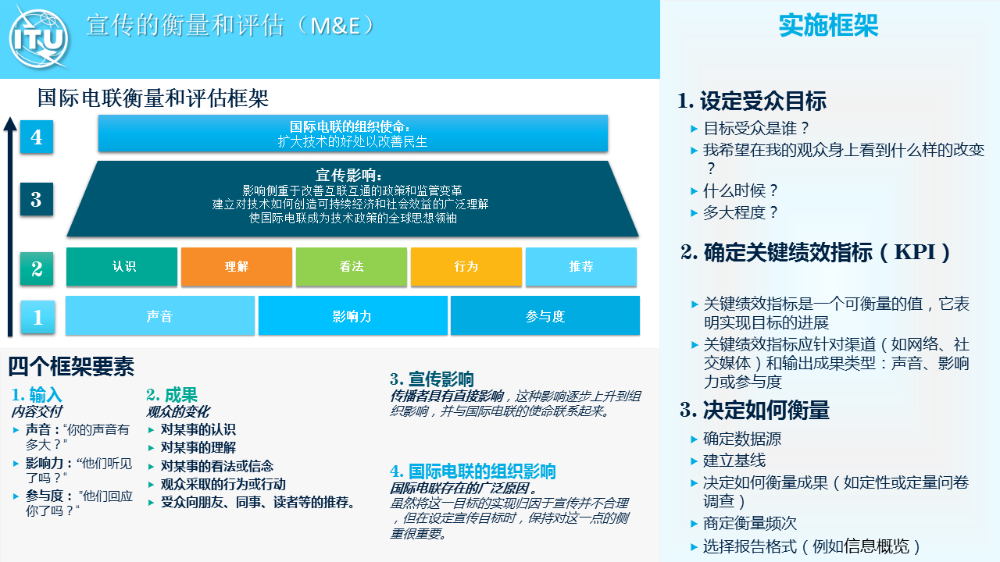 ITU
宣传的衡量和评估（M&E）
国际电联衡量和评估框架
4
国际电联的组织使命：
扩大技术的好处以改善民生
3
宣传影响：
影响侧重于改善互联互通的政策和监管变革
建立对技术如何创造可持续经济和社会效益的广泛理解
使国际电联成为技术政策的全球思想领袖
2
认识
理解
看法
行为
推荐
1
声音
影响力
参与度
四个框架要素
1. 输入
内容交付
声音：“你的声音有
多大？”
影响力：“他们听见
了吗？“
参与度： ”他们回应
你了吗？“
2. 成果
观众的变化
对某事的认识
对某事的理解
对某事的看法或信念
观众采取的行为或行动
受众向朋友、同事、读者等的推荐。
3. 宣传影响
传播者具有直接影响，这种影响逐步上升到组
织影响，并与国际电联的使命联系起来。
4. 国际电联的组织影响
国际电联存在的广泛原因 。
虽然将这一目标的实现归因于宣传并不合理
，但在设定宣传目标时，保持对这一点的侧
重很重要。
实施框架
1. 设定受众目标
目标受众是谁？
我希望在我的观众身上看到什么样的改变
？
什么时候？
多大程度？
2. 确定关键绩效指标（KPI）
关键绩效指标是一个可衡量的值，它表
明实现目标的进展
关键绩效指标应针对渠道（如网络、社
交媒体）和输出成果类型：声音、影响
力或参与度
3. 决定如何衡量
确定数据源
建立基线
决定如何衡量成果（如定性或定量问卷
调查）
商定衡量频次
选择报告格式（例如信息概览）